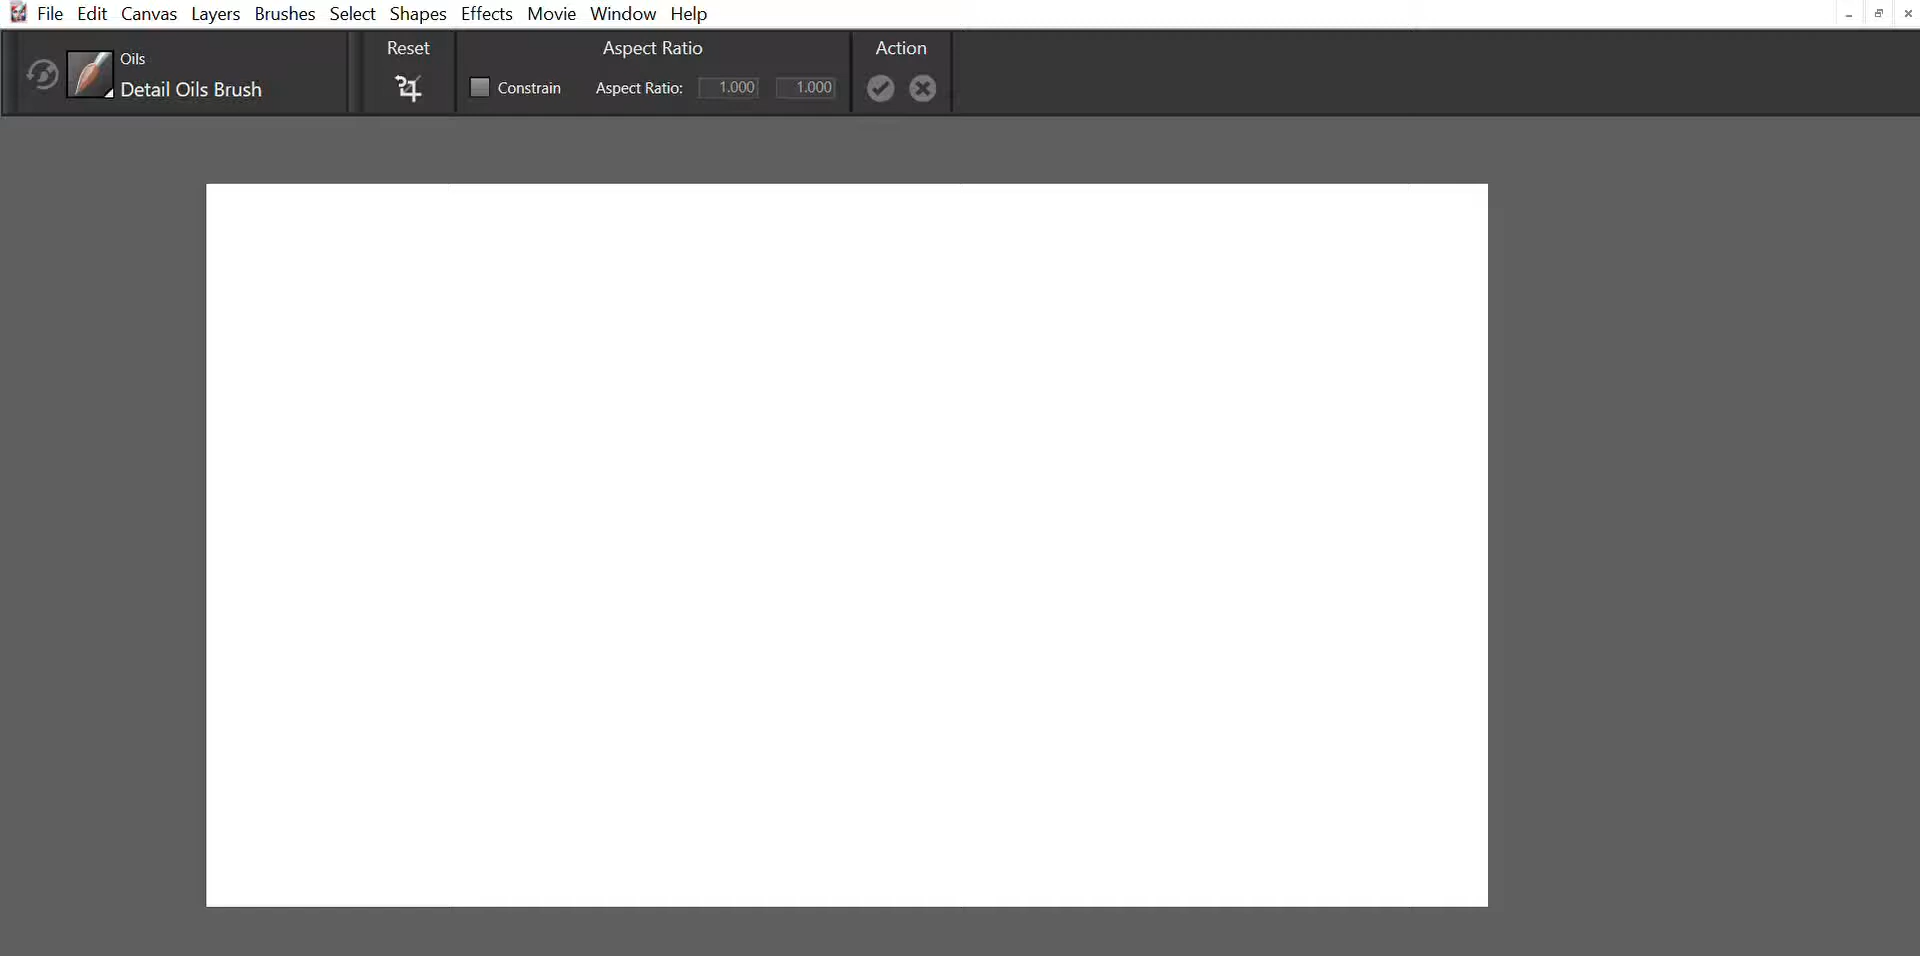 File Edit Canvas Layers Brushes Select Shapes Effects Movie Window Help
Oils
Detail Oils Brush
Reset
Aspect Ratio
Constrain Aspect Ratio: 1.000 1.000
Action